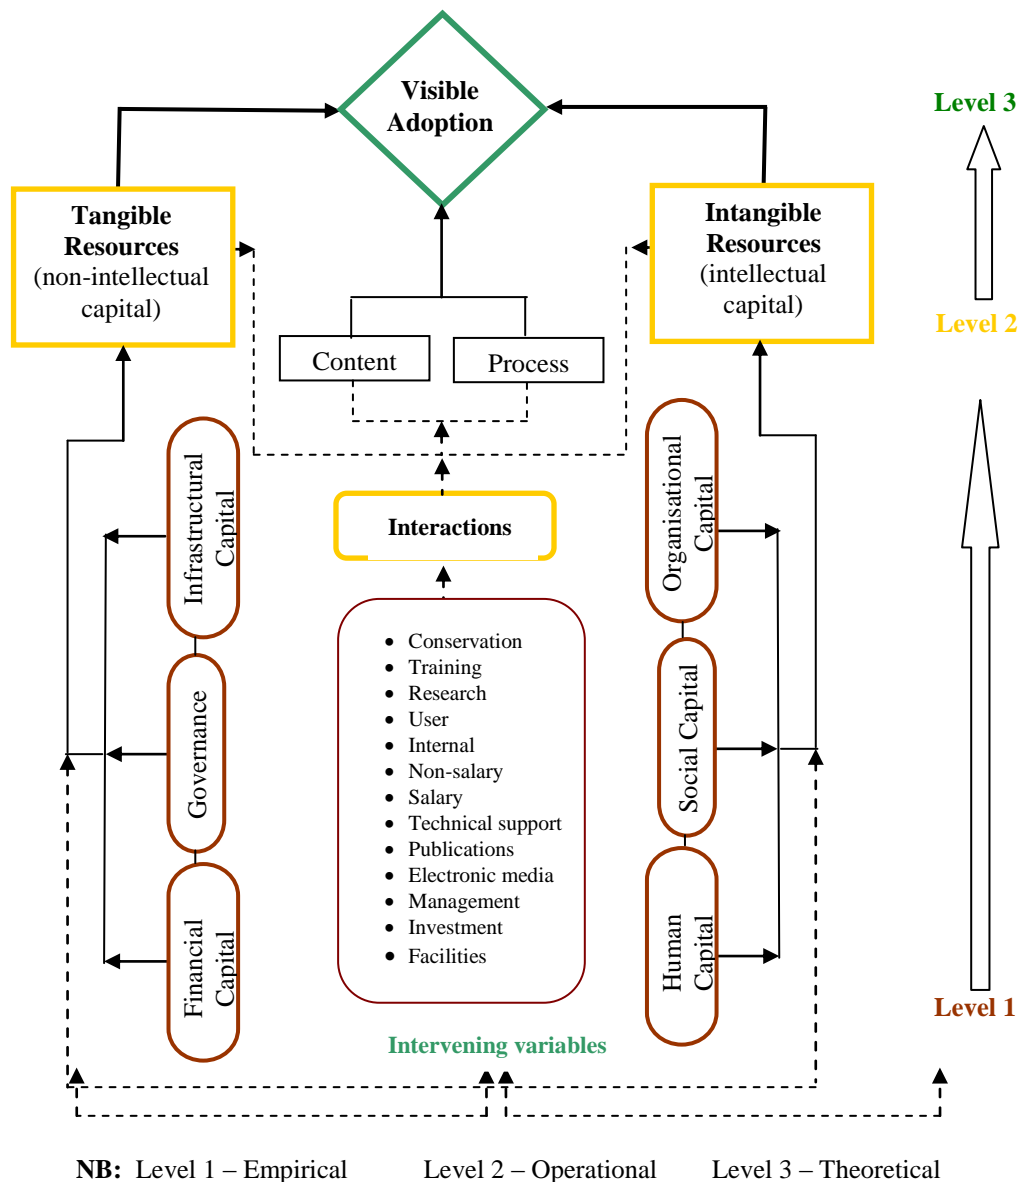 Visible
Adoption
Level 3
Tangible
Resources
(non-intellectual
capital)
Intangible
Resources
(intellectual
capital)
Level 2
Content
Process
Infrastructural
Capital
Governance
Financial
Capital
Interactions
• Conservation
• Training
• Research
• User
• Internal
• Non-salary
• Salary
• Technical support
• Publications
• Electronic media
• Management
• Investment
• Facilities
Organisational
Capital
Social Capital
Human
Capital
Level 1
Intervening variables
NB: Level 1 – Empirical Level 2 – Operational Level 3 – Theoretical